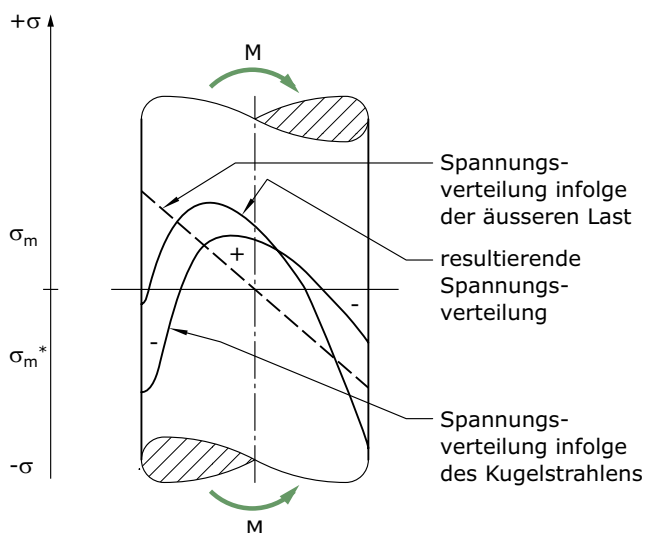 +σ
M
Spannungs-
verteilung infolge
der äusseren Last
σm
+
resultierende
Spannungs-
verteilung
-
-
σm*
Spannungs-
verteilung infolge
des Kugelstrahlens
-σ
M